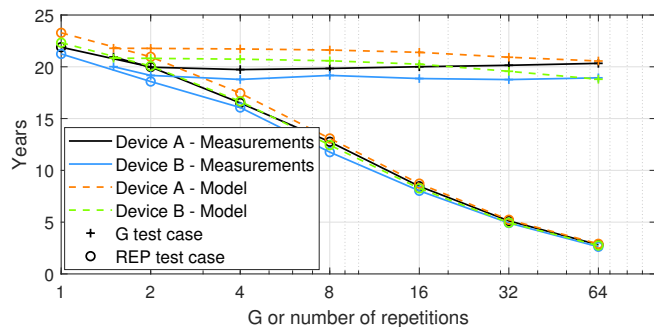 25
20
15
10
5
0
Years
Device A - Measurements
Device B - Measurements
Device A - Model
Device B - Model
G test case
REP test case
1 2 4 8 16 32 64
G or number of repetitions